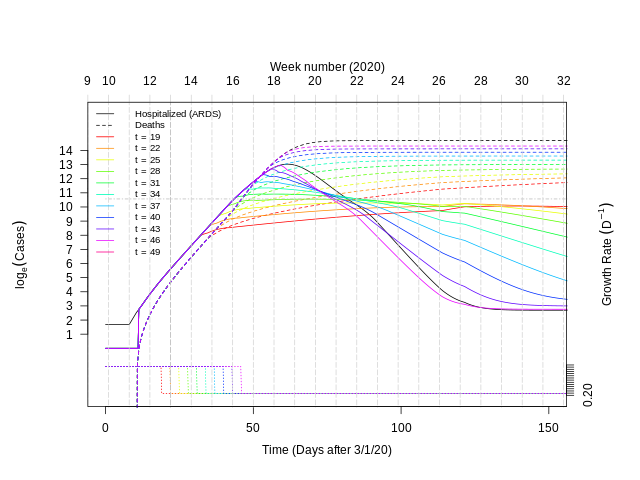 Week number (2020)
9 10 12 14 16 18 20 22 24 26 28 30 32
Hospitalized (ARDS)
Deaths
t = 19
t = 22
t = 25
t = 28
t = 31
t = 34
t = 37
t = 40
t = 43
t = 46
t = 49
14
13
12
11
10
9
8
7
6
5
4
3
2
1
logₑ(Cases)
Growth Rate (D⁻¹)
0.20
0 50 100 150
Time (Days after 3/1/20)